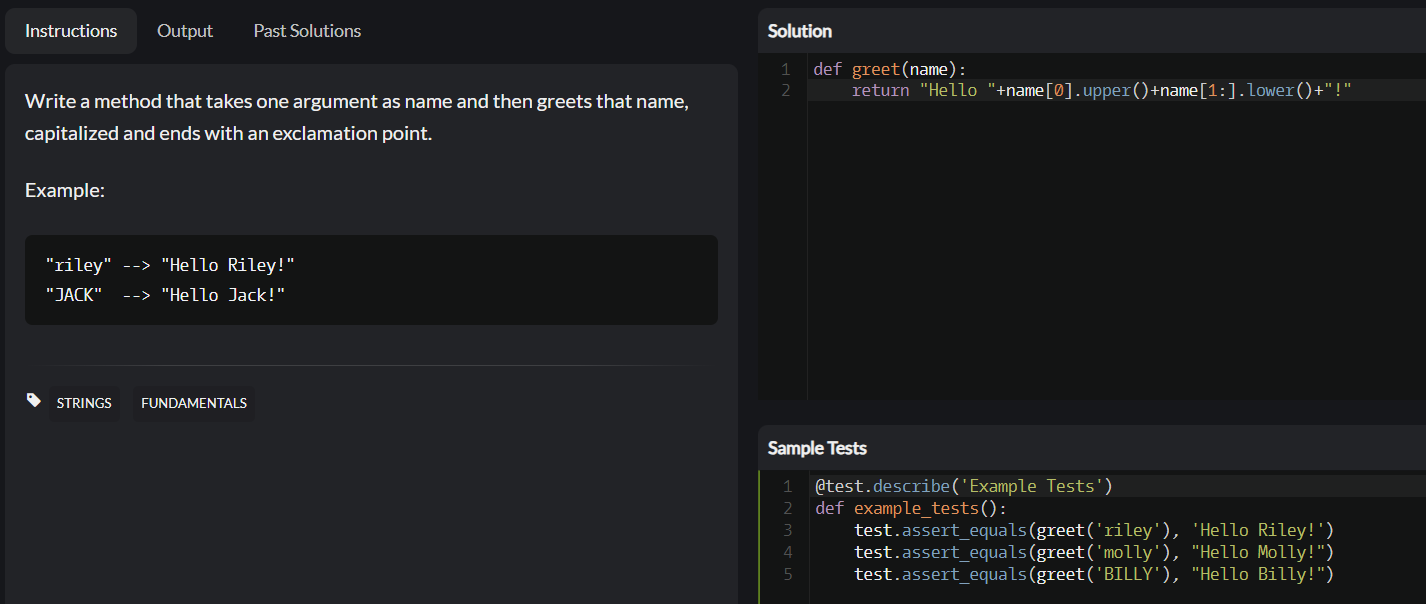 Instructions Output Past Solutions
Write a method that takes one argument as name and then greets that name,
capitalized and ends with an exclamation point.
Example:
"riley" --> "Hello Riley!"
"JACK"  --> "Hello Jack!"
STRINGS FUNDAMENTALS
Solution
1 def greet(name):
2     return "Hello "+name[0].upper()+name[1:].lower()+"!"
Sample Tests
1 @test.describe('Example Tests')
2 def example_tests():
3     test.assert_equals(greet('riley'), 'Hello Riley!')
4     test.assert_equals(greet('molly'), "Hello Molly!")
5     test.assert_equals(greet('BILLY'), "Hello Billy!")